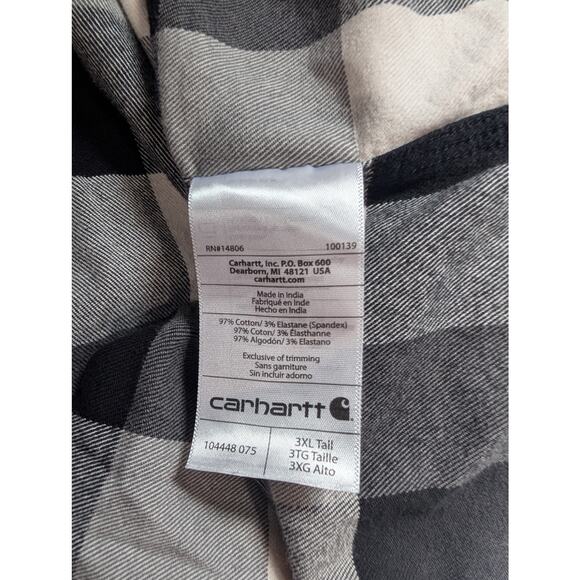 RN#14806 100139
Carhartt, Inc. P.O. Box 600
Dearborn, MI 48121 USA
carhartt.com
Made in India
Fabriqué en Inde
Hecho en India
97% Cotton/ 3% Elastane (Spandex)
97% Coton/ 3% Élasthanne
97% Algodón/ 3% Elastano
Exclusive of trimming
Sans garniture
Sin incluir adorno
carhartt
104448 075
3XL Tall
3TG Taille
3XG Alto